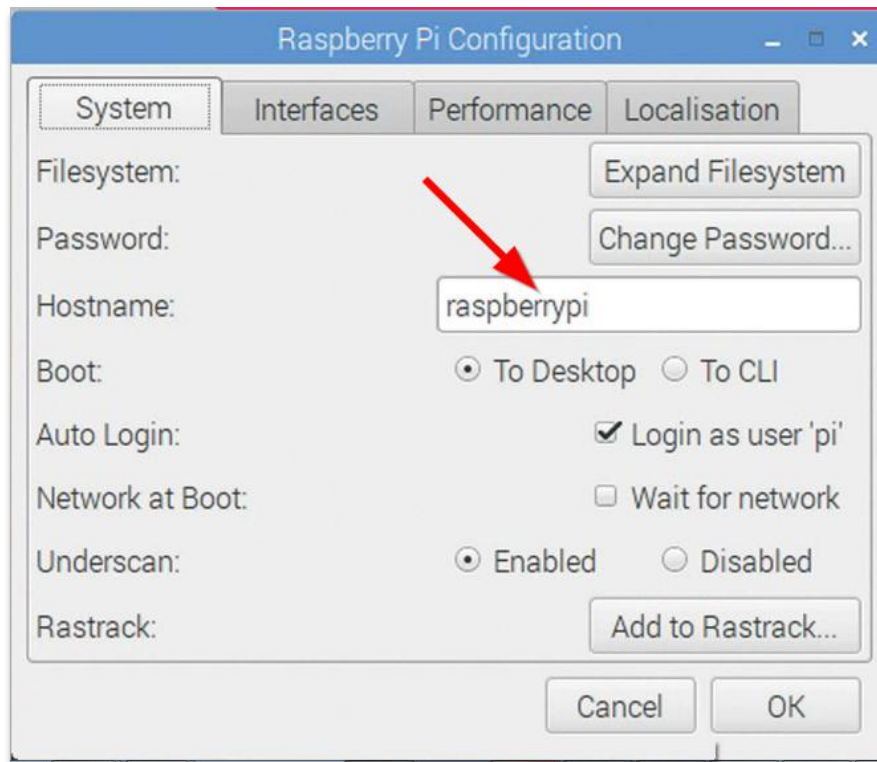 Raspberry Pi Configuration
System Interfaces Performance Localisation
Filesystem: Expand Filesystem
Password: Change Password...
Hostname: raspberrypi
Boot: To Desktop To CLI
Auto Login: Login as user 'pi'
Network at Boot: Wait for network
Underscan: Enabled Disabled
Rastrack: Add to Rastrack...
Cancel OK